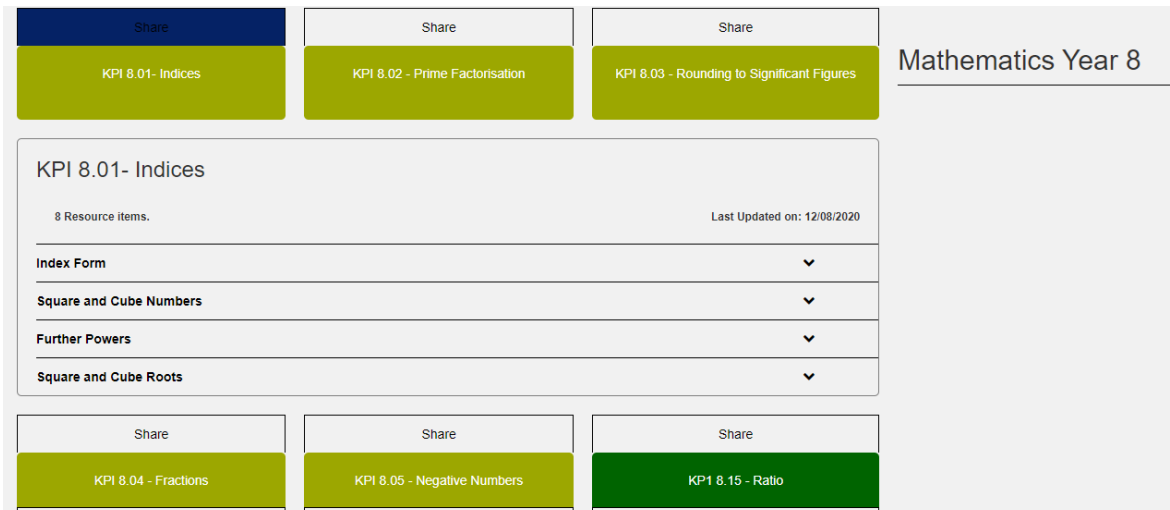 Share
Share
Share
KPI 8.01- Indices
KPI 8.02 - Prime Factorisation
KPI 8.03 - Rounding to Significant Figures
Mathematics Year 8
KPI 8.01- Indices
8 Resource items.
Last Updated on: 12/08/2020
Index Form
Square and Cube Numbers
Further Powers
Square and Cube Roots
Share
Share
Share
KPI 8.04 - Fractions
KPI 8.05 - Negative Numbers
KP1 8.15 - Ratio